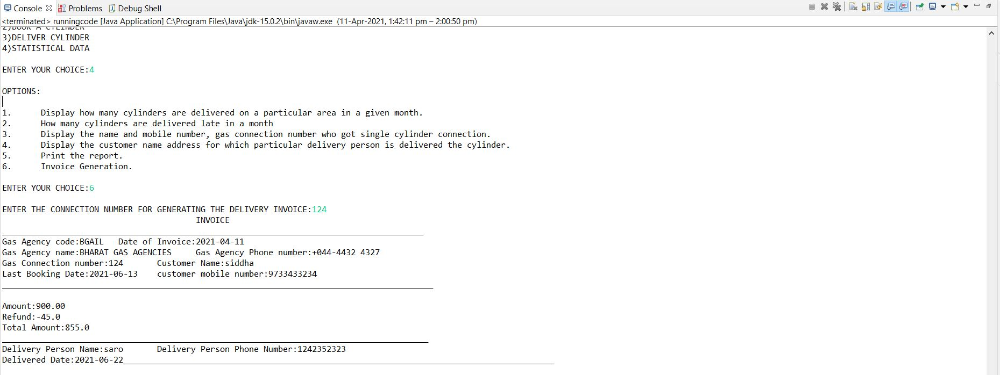 Console Problems Debug Shell
<terminated> runningcode [Java Application] C:\Program Files\Java\jdk-15.0.2\bin\javaw.exe (11-Apr-2021, 1:42:11 pm – 2:00:50 pm)
2)BOOK A CYLINDER
3)DELIVER CYLINDER
4)STATISTICAL DATA
ENTER YOUR CHOICE:4
OPTIONS:
1. Display how many cylinders are delivered on a particular area in a given month.
2. How many cylinders are delivered late in a month
3. Display the name and mobile number, gas connection number who got single cylinder connection.
4. Display the customer name address for which particular delivery person is delivered the cylinder.
5. Print the report.
6. Invoice Generation.
ENTER YOUR CHOICE:6
ENTER THE CONNECTION NUMBER FOR GENERATING THE DELIVERY INVOICE:124
INVOICE
Gas Agency code:BGAIL Date of Invoice:2021-04-11
Gas Agency name:BHARAT GAS AGENCIES Gas Agency Phone number:+044-4432 4327
Gas Connection number:124 Customer Name:siddha
Last Booking Date:2021-06-13 customer mobile number:9733433234
Amount:900.00
Refund:-45.0
Total Amount:855.0
Delivery Person Name:saro Delivery Person Phone Number:1242352323
Delivered Date:2021-06-22